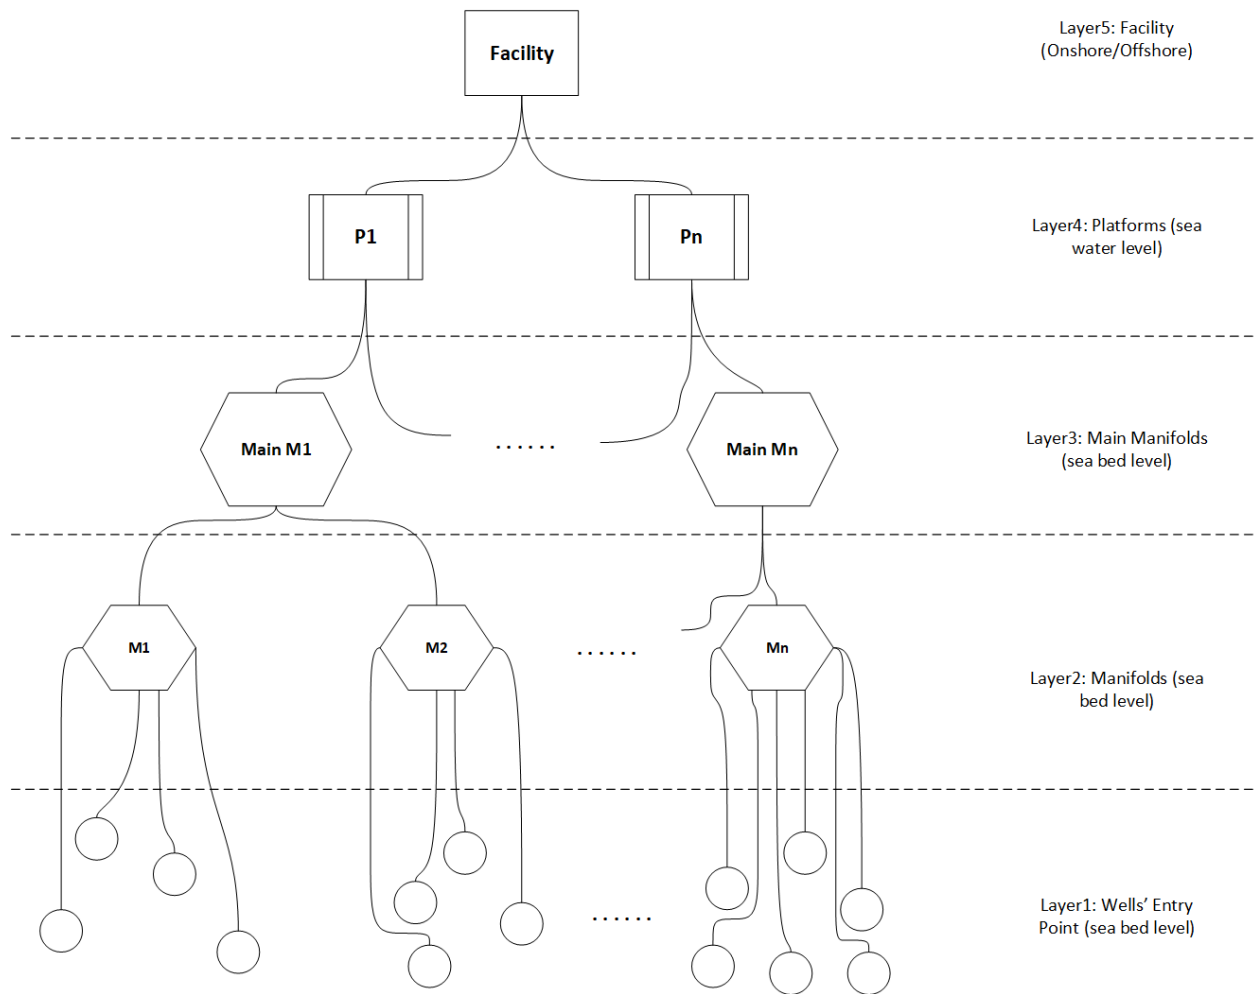 Facility
Layer5: Facility
(Onshore/Offshore)
P1
Pn
Layer4: Platforms (sea
water level)
Main M1
......
Main Mn
Layer3: Main Manifolds
(sea bed level)
M1
M2
......
Mn
Layer2: Manifolds (sea
bed level)
......
Layer1: Wells’ Entry
Point (sea bed level)